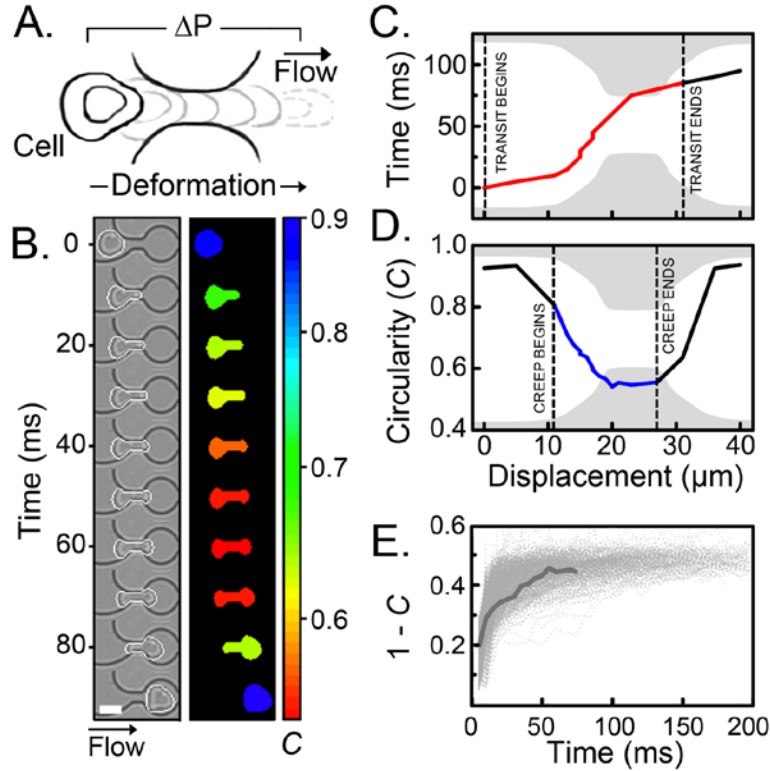 A.
ΔP
Flow
Cell
Deformation
B.
0
20
40
60
80
Time (ms)
Flow
0.9
0.8
0.7
0.6
C
C.
100
50
0
Time (ms)
TRANSIT BEGINS
TRANSIT ENDS
D.
1.0
0.8
0.6
0.4
Circularity (C)
CREEP BEGINS
CREEP ENDS
0 10 20 30 40
Displacement (μm)
E.
0.6
0.4
0.2
1 - C
0 50 100 150 200
Time (ms)